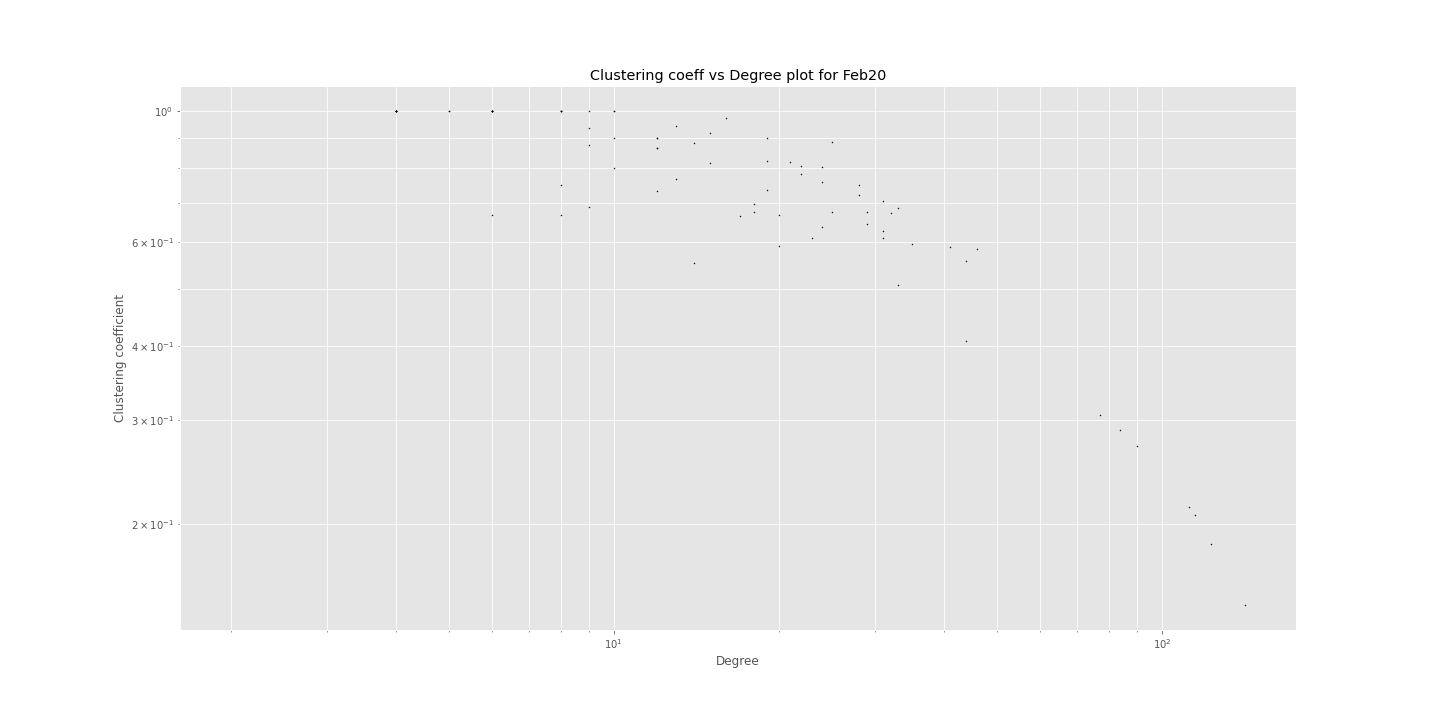 Clustering coeff vs Degree plot for Feb20
Clustering coefficient
10⁰
6 × 10⁻¹
4 × 10⁻¹
3 × 10⁻¹
2 × 10⁻¹
10¹ 10²
Degree